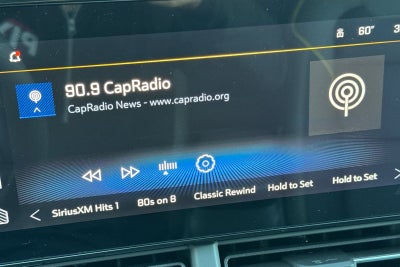 60°
90.9 CapRadio
CapRadio News - www.capradio.org
SiriusXM Hits 1 80s on 8 Classic Rewind Hold to Set Hold to Set